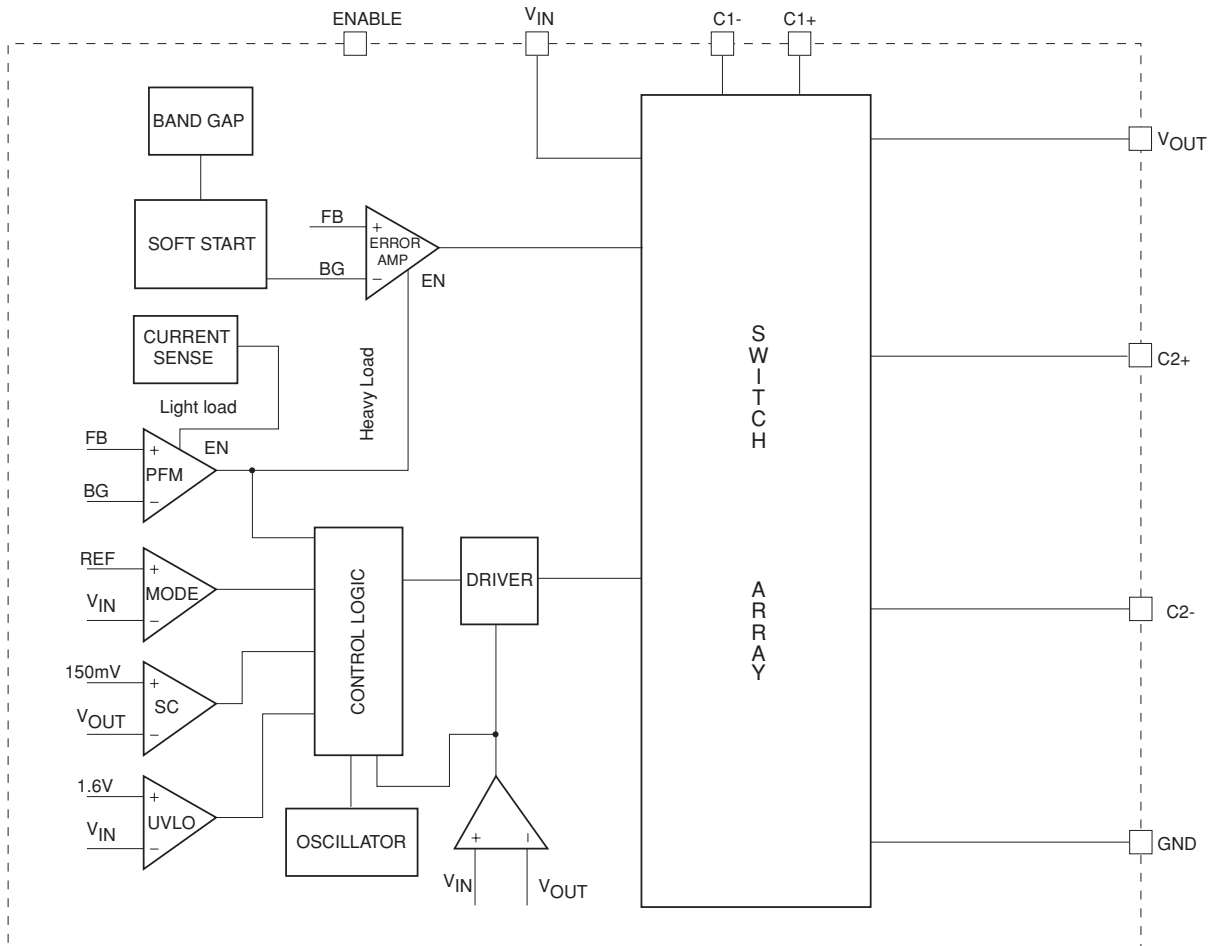 ENABLE
VIN
C1-
C1+
BAND GAP
VOUT
SOFT START
FB
+
ERROR
AMP
BG
−
EN
CURRENT
SENSE
Light load
Heavy Load
SWITCH
ARRAY
C2+
FB
+
EN
PFM
BG
−
REF
+
MODE
VIN
−
CONTROL LOGIC
DRIVER
C2-
150mV
+
SC
VOUT
−
1.6V
+
UVLO
VIN
−
OSCILLATOR
+
−
VIN
VOUT
GND